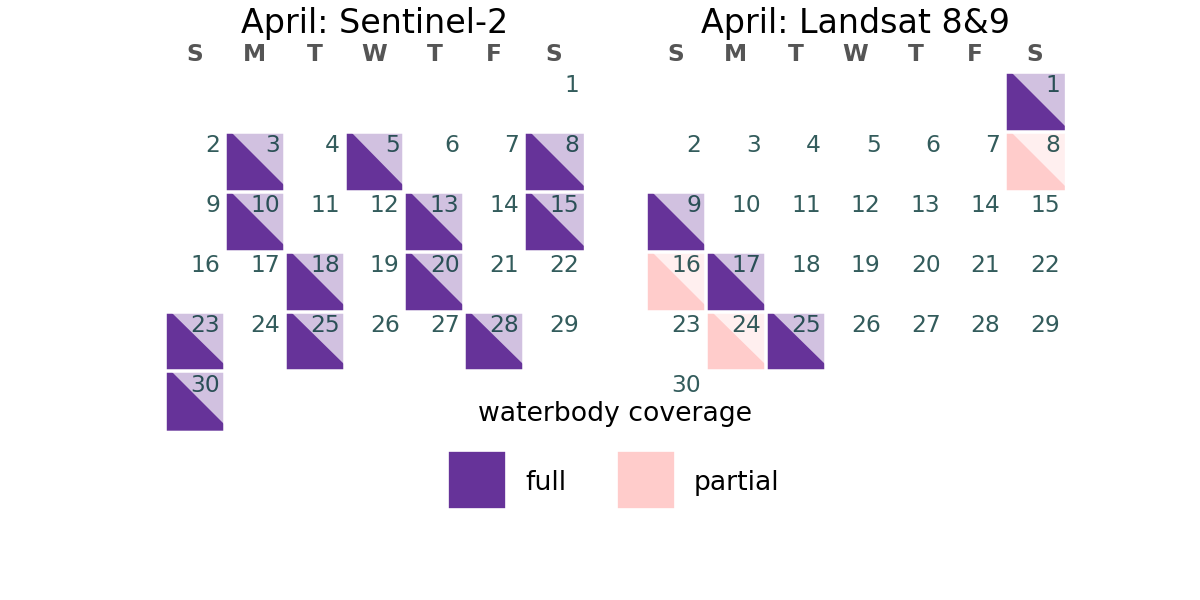 April: Sentinel-2
S M T W T F S
1
2 3 4 5 6 7 8
9 10 11 12 13 14 15
16 17 18 19 20 21 22
23 24 25 26 27 28 29
30
April: Landsat 8&9
S M T W T F S
1
2 3 4 5 6 7 8
9 10 11 12 13 14 15
16 17 18 19 20 21 22
23 24 25 26 27 28 29
30
waterbody coverage
full partial